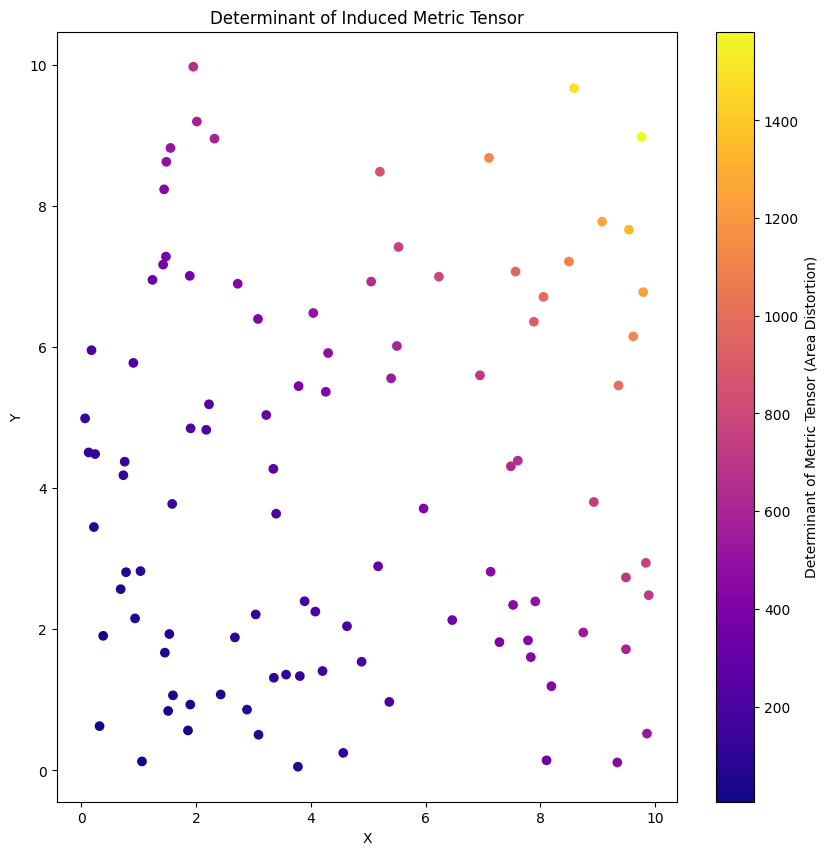 Determinant of Induced Metric Tensor
10
8
6
4
2
0
Y
0 2 4 6 8 10
X
1400
1200
1000
800
600
400
200
Determinant of Metric Tensor (Area Distortion)